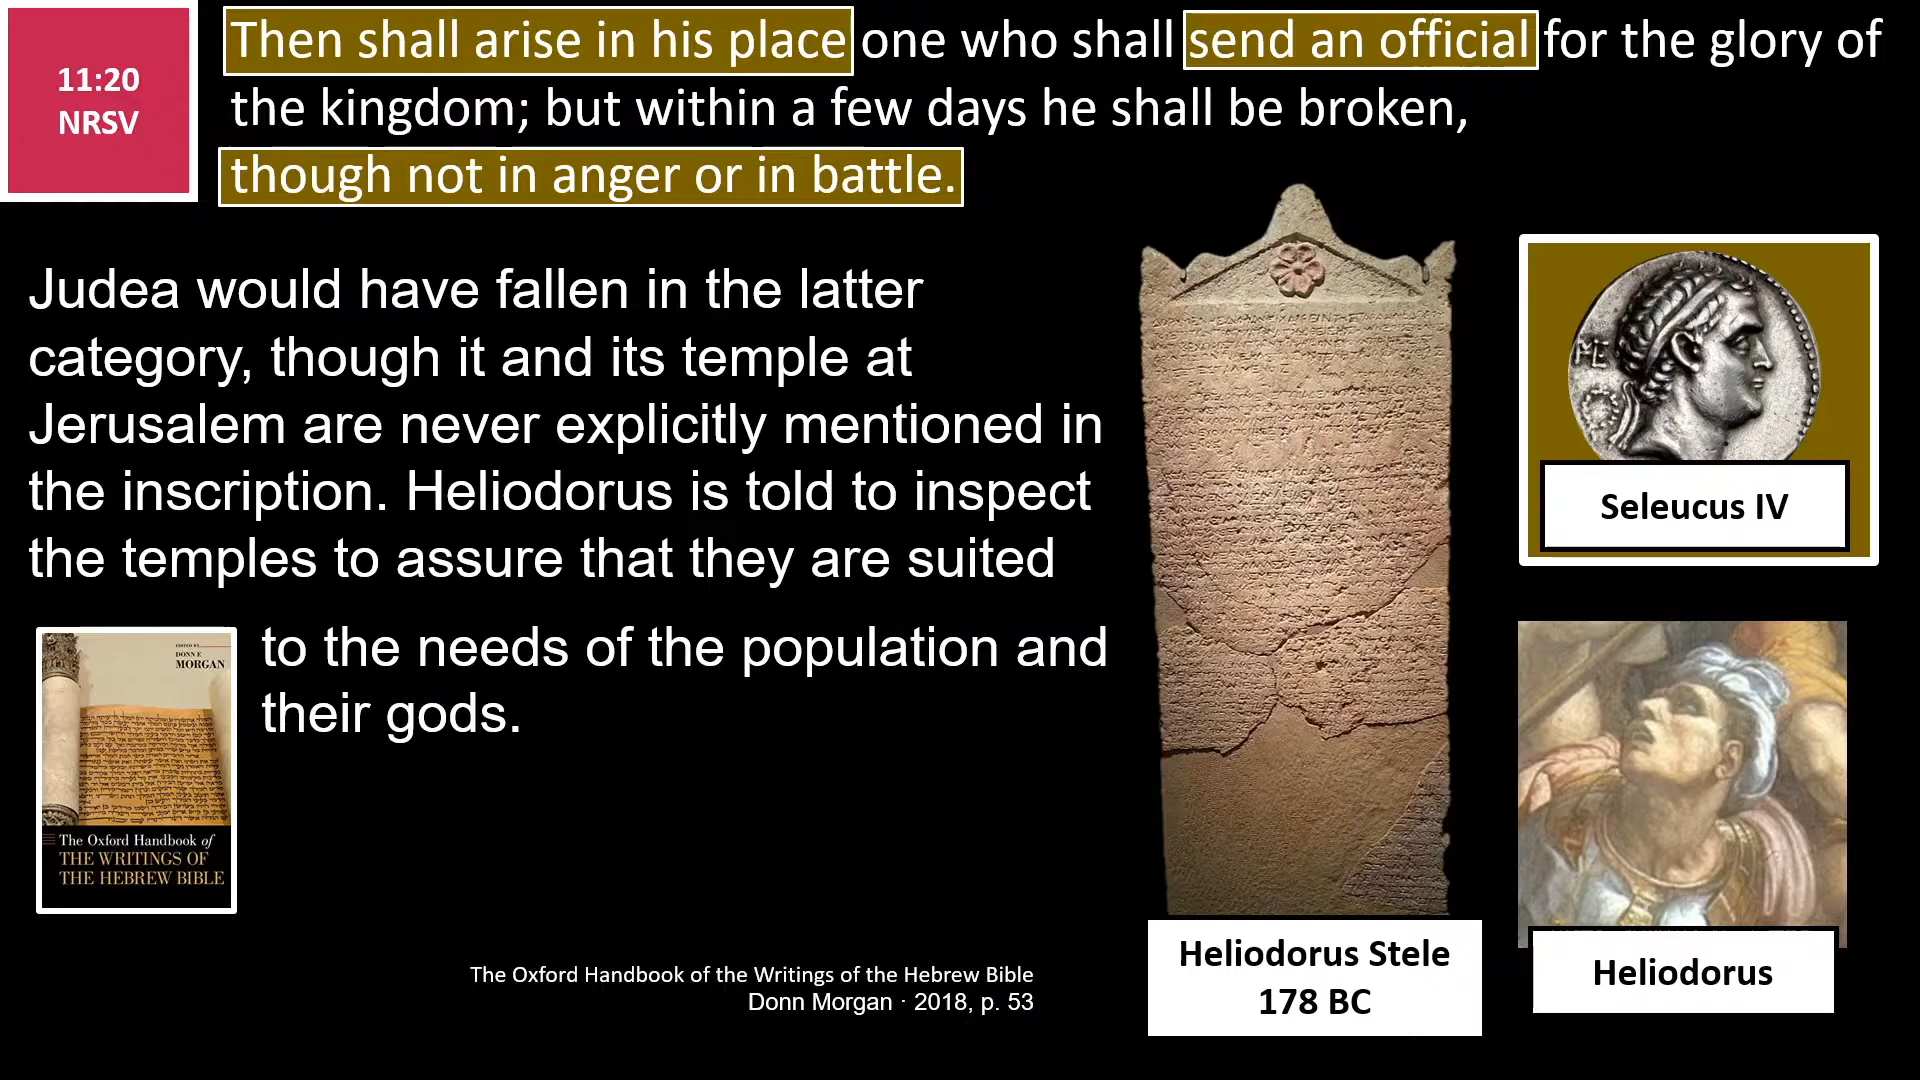 11:20
NRSV
Then shall arise in his place one who shall send an official for the glory of
the kingdom; but within a few days he shall be broken,
though not in anger or in battle.
Judea would have fallen in the latter
category, though it and its temple at
Jerusalem are never explicitly mentioned in
the inscription. Heliodorus is told to inspect
the temples to assure that they are suited
to the needs of the population and
their gods.
EDITED BY
DONN F.
MORGAN
The Oxford Handbook of
THE WRITINGS OF
THE HEBREW BIBLE
The Oxford Handbook of the Writings of the Hebrew Bible
Donn Morgan · 2018, p. 53
Heliodorus Stele
178 BC
Seleucus IV
Heliodorus